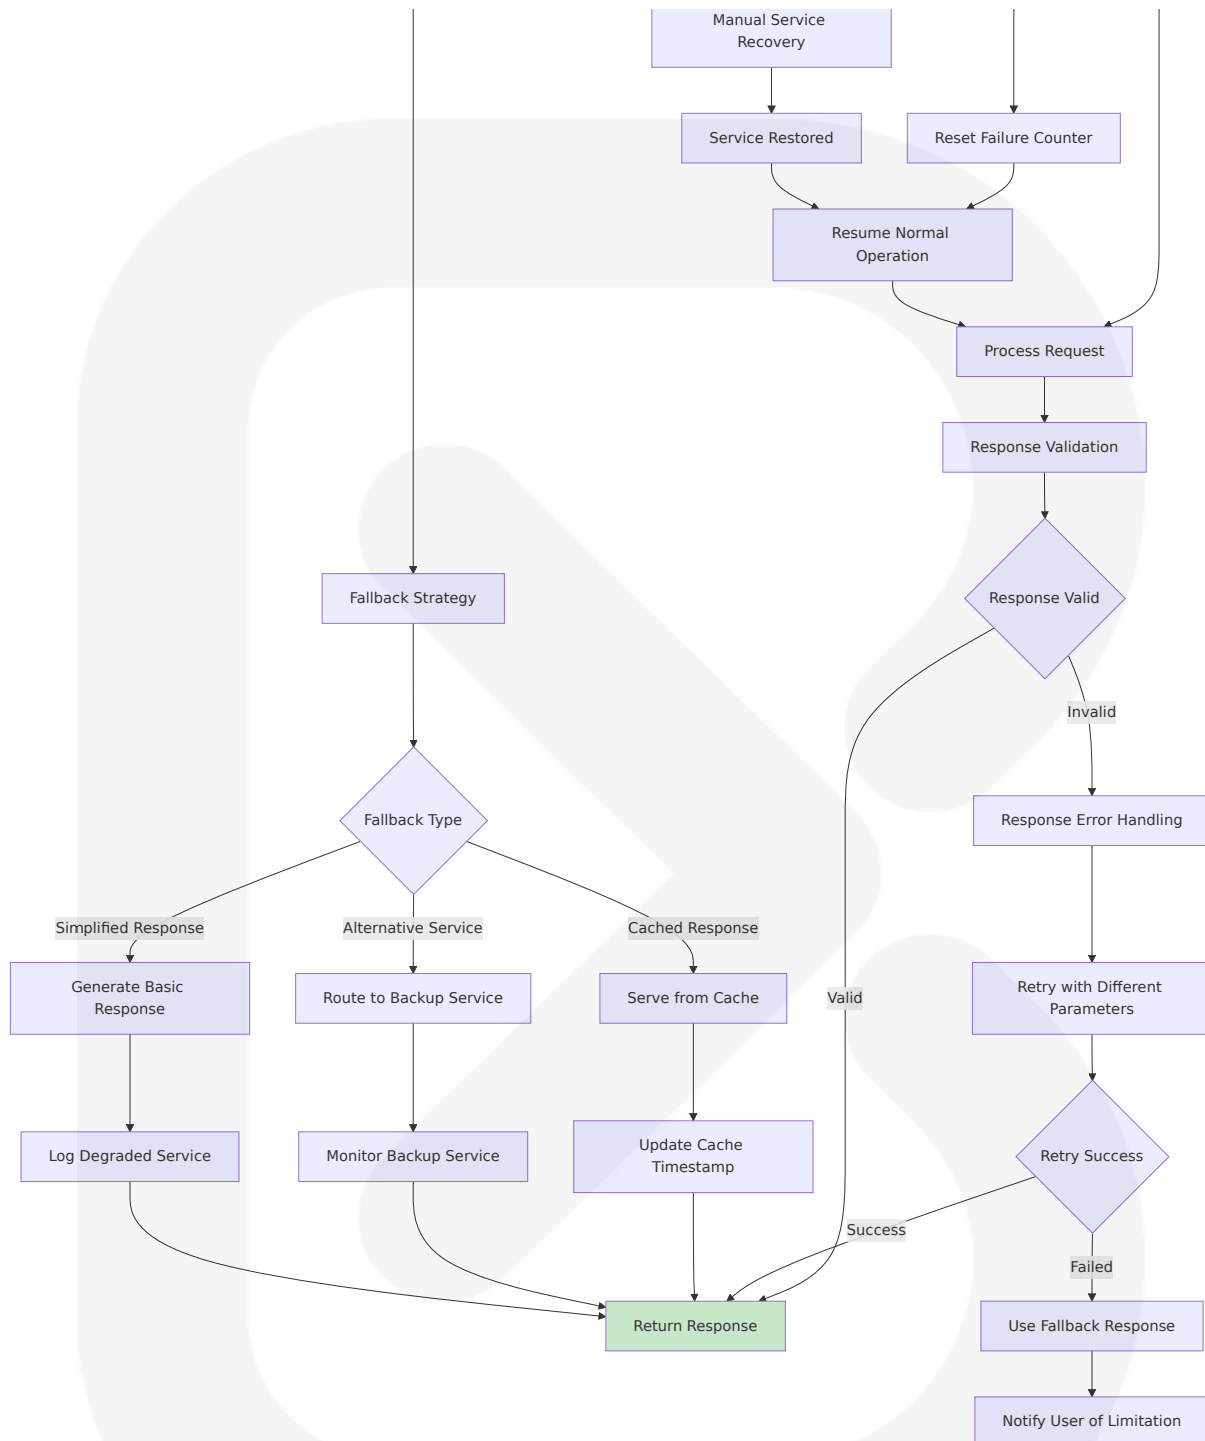 Manual Service
Recovery
Service Restored
Reset Failure Counter
Resume Normal
Operation
Process Request
Response Validation
Response Valid
Fallback Strategy
Invalid
Fallback Type
Response Error Handling
Simplified Response
Alternative Service
Cached Response
Generate Basic
Response
Route to Backup Service
Serve from Cache
Valid
Retry with Different
Parameters
Log Degraded Service
Monitor Backup Service
Update Cache
Timestamp
Retry Success
Success
Failed
Return Response
Use Fallback Response
Notify User of Limitation